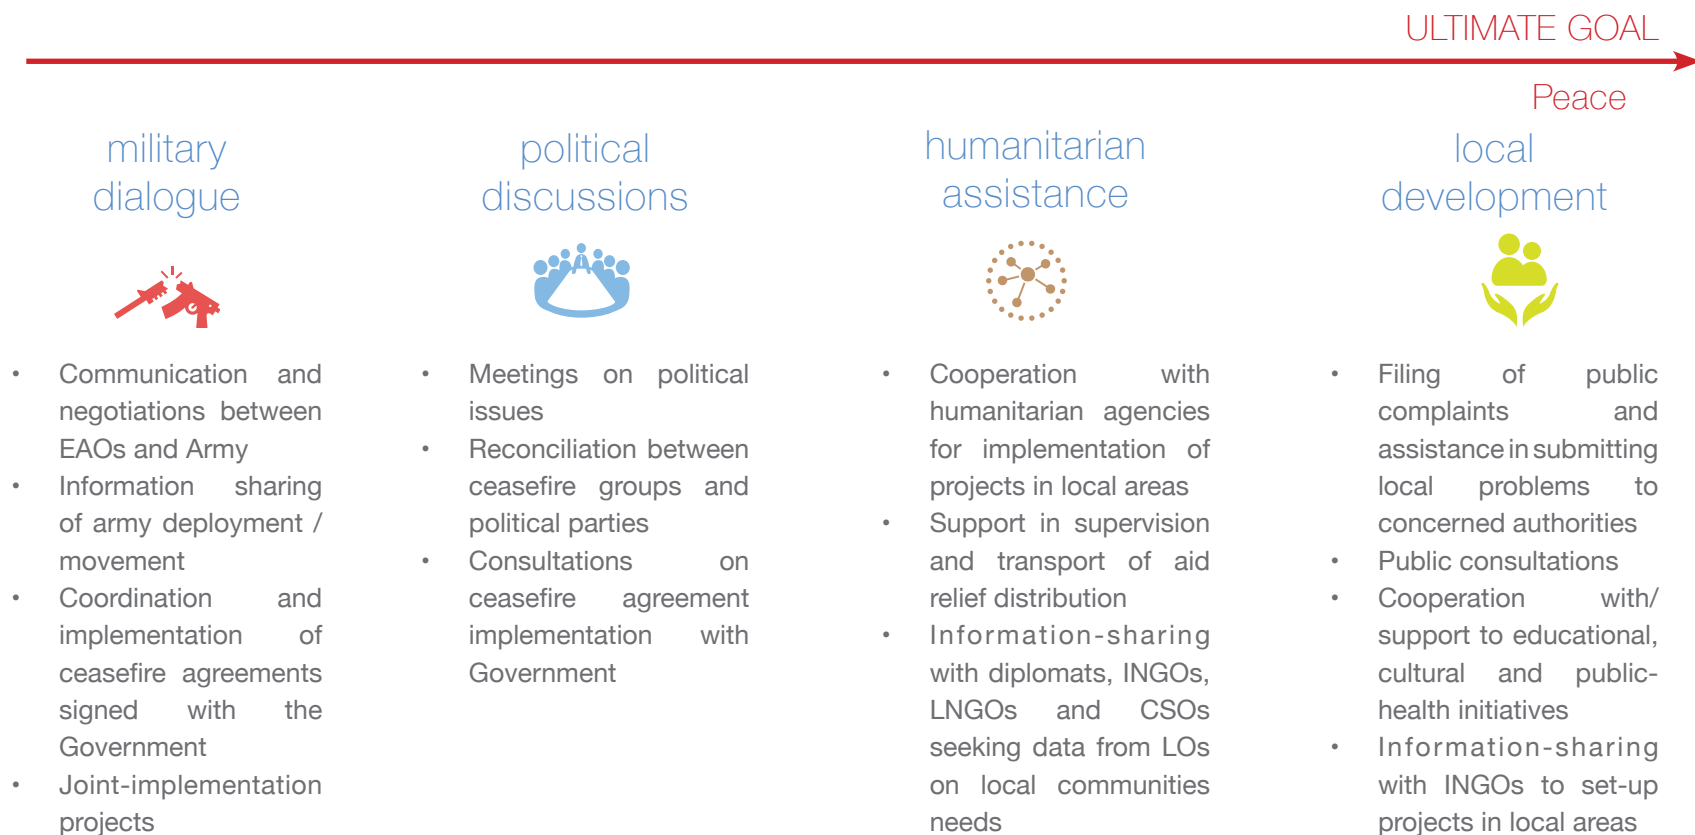 ULTIMATE GOAL
Peace
military
dialogue
• Communication and
negotiations between
EAOs and Army
• Information sharing
of army deployment /
movement
• Coordination and
implementation of
ceasefire agreements
signed with the
Government
• Joint-implementation
projects
political
discussions
• Meetings on political
issues
• Reconciliation between
ceasefire groups and
political parties
• Consultations on
ceasefire agreement
implementation with
Government
humanitarian
assistance
• Cooperation with
humanitarian agencies
for implementation of
projects in local areas
• Support in supervision
and transport of aid
relief distribution
• Information-sharing
with diplomats, INGOs,
LNGOs and CSOs
seeking data from LOs
on local communities
needs
local
development
• Filing of public
complaints and
assistance in submitting
local problems to
concerned authorities
• Public consultations
• Cooperation with/
support to educational,
cultural and public-
health initiatives
• Information-sharing
with INGOs to set-up
projects in local areas